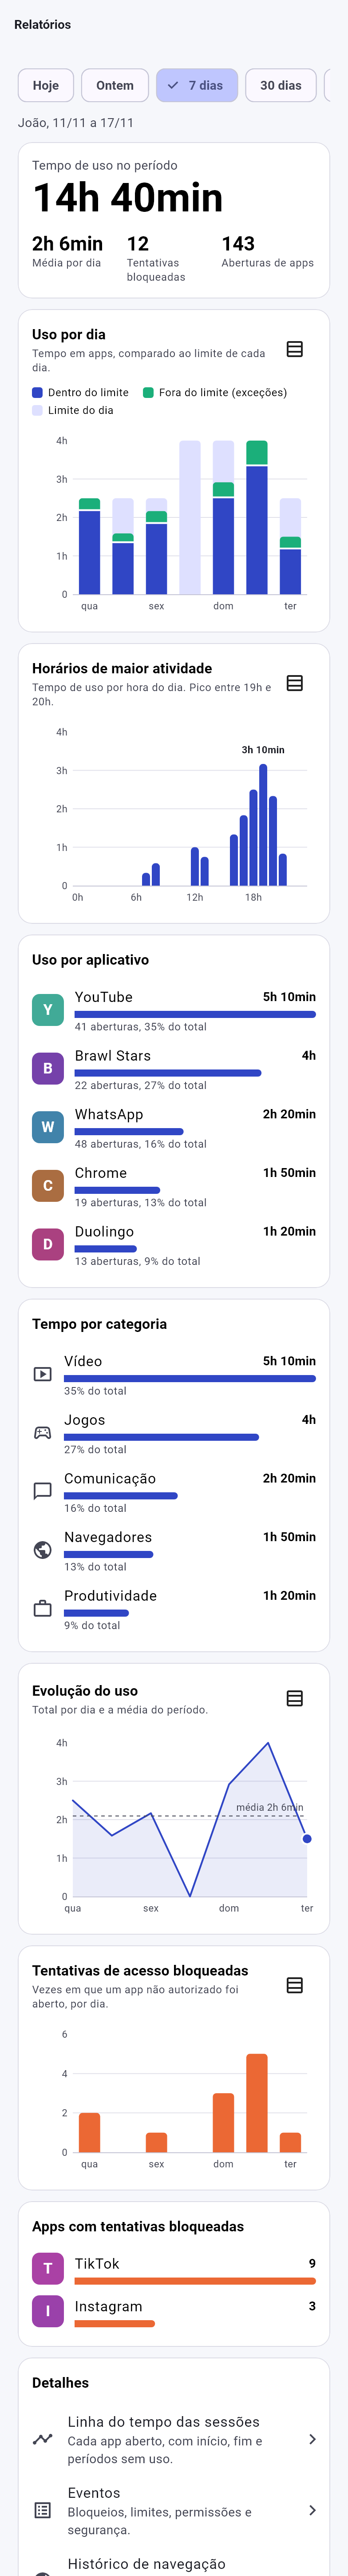 Relatórios
Hoje
Ontem
7 dias
30 dias
João, 11/11 a 17/11
Tempo de uso no período
14h 40min
2h 6min
Média por dia
12
Tentativas
bloqueadas
143
Aberturas de apps
Uso por dia
Tempo em apps, comparado ao limite de cada
dia.
Dentro do limite
Fora do limite (exceções)
Limite do dia
4h
3h
2h
1h
0
qua
sex
dom
ter
Horários de maior atividade
Tempo de uso por hora do dia. Pico entre 19h e
20h.
4h
3h 10min
3h
2h
1h
0
0h
6h
12h
18h
Uso por aplicativo
Y
YouTube
5h 10min
41 aberturas, 35% do total
B
Brawl Stars
4h
22 aberturas, 27% do total
W
WhatsApp
2h 20min
48 aberturas, 16% do total
C
Chrome
1h 50min
19 aberturas, 13% do total
D
Duolingo
1h 20min
13 aberturas, 9% do total
Tempo por categoria
Vídeo
5h 10min
35% do total
Jogos
4h
27% do total
Comunicação
2h 20min
16% do total
Navegadores
1h 50min
13% do total
Produtividade
1h 20min
9% do total
Evolução do uso
Total por dia e a média do período.
4h
3h
média 2h 6min
2h
1h
0
qua
sex
dom
ter
Tentativas de acesso bloqueadas
Vezes em que um app não autorizado foi
aberto, por dia.
6
4
2
0
qua
sex
dom
ter
Apps com tentativas bloqueadas
T
TikTok
9
I
Instagram
3
Detalhes
Linha do tempo das sessões
Cada app aberto, com início, fim e
períodos sem uso.
Eventos
Bloqueios, limites, permissões e
segurança.
Histórico de navegação